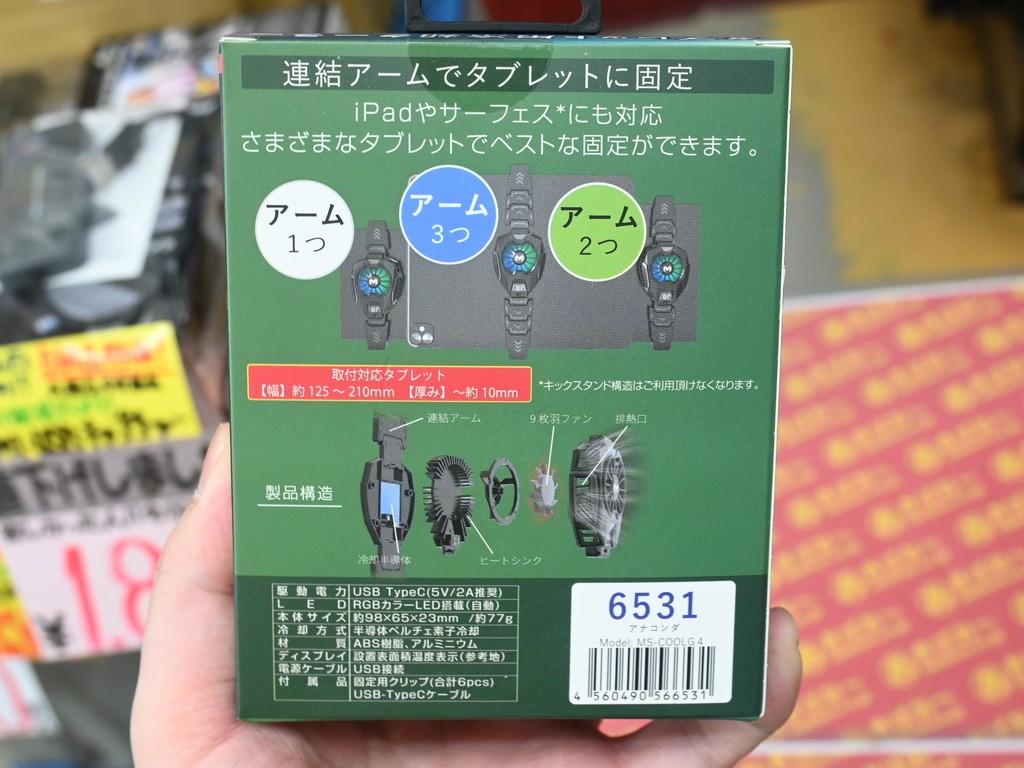 連結アームでタブレットに固定
iPadやサーフェス*にも対応
さまざまなタブレットでベストな固定ができます。
アーム
1つ
アーム
3つ
アーム
2つ
取付対応タブレット
【幅】約125～210mm 【厚み】～約10mm
*キックスタンド構造はご利用頂けなくなります。
連結アーム
9枚羽ファン
排熱口
製品構造
冷却半導体
ヒートシンク
駆動電力 USB TypeC(5V/2A推奨)
LED RGBカラーLED搭載(自動)
本体サイズ 約98×65×23mm /約77g
冷却方式 半導体ペルチェ素子冷却
材質 ABS樹脂、アルミニウム
ディスプレイ 設置表面積温度表示(参考地)
電源ケーブル USB接続
付属品 固定用クリップ(合計6pcs)
USB-TypeCケーブル
6531
アナコンダ
Model: MS-COOLG4
4 560490 566531
値下げしまし
¥1.8